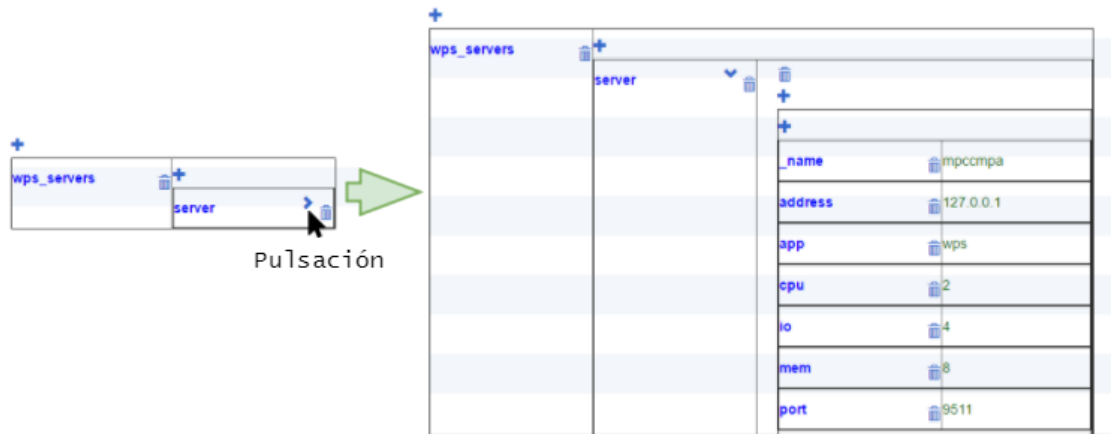 wps_servers
server
Pulsación
wps_servers
server
_name mpccmpa
address 127.0.0.1
app wps
cpu 2
io 4
mem 8
port 9511